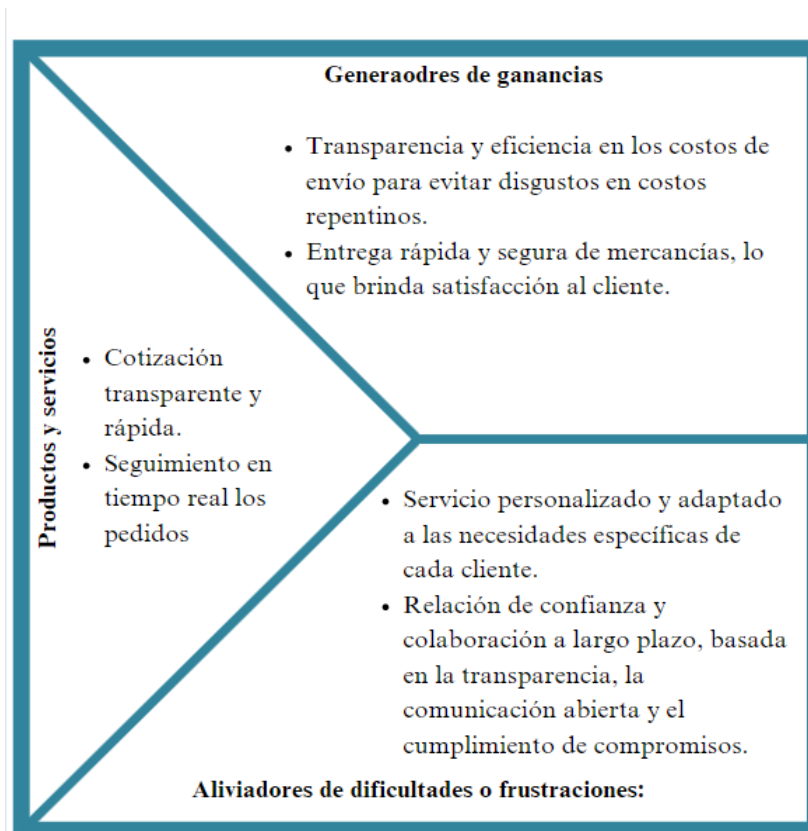 Generaodres de ganancias
• Transparencia y eficiencia en los costos de
envío para evitar disgustos en costos
repentinos.
• Entrega rápida y segura de mercancías, lo
que brinda satisfacción al cliente.
Productos y servicios
• Cotización
transparente y
rápida.
• Seguimiento en
tiempo real los
pedidos
• Servicio personalizado y adaptado
a las necesidades específicas de
cada cliente.
• Relación de confianza y
colaboración a largo plazo, basada
en la transparencia, la
comunicación abierta y el
cumplimiento de compromisos.
Aliviadores de dificultades o frustraciones: